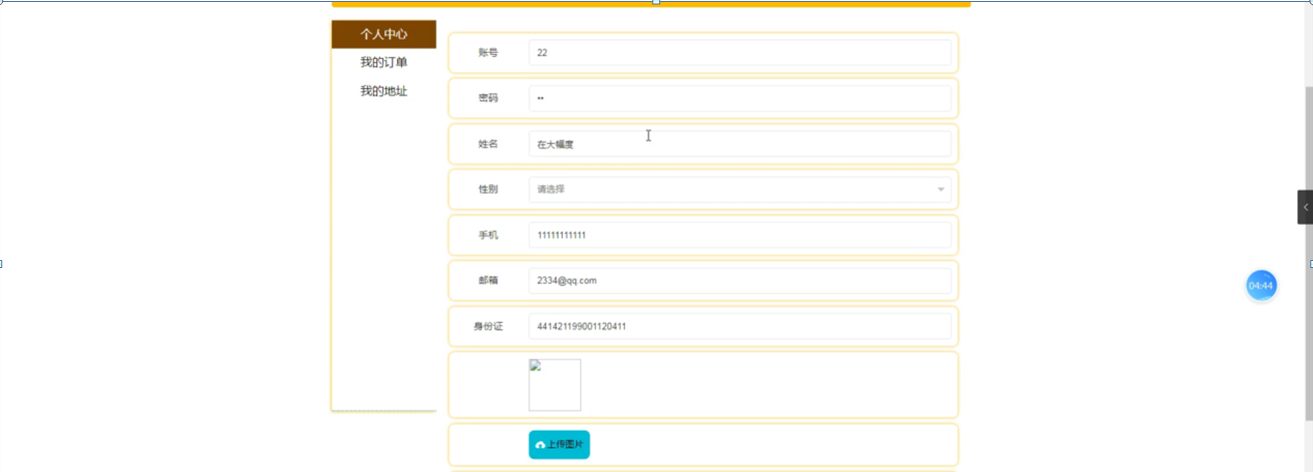 个人中心
我的订单
我的地址
账号 22
密码 ••
姓名 在大幅度
性别 请选择
手机 11111111111
邮箱 2334@qq.com
身份证 441421199001120411
上传图片
04:44